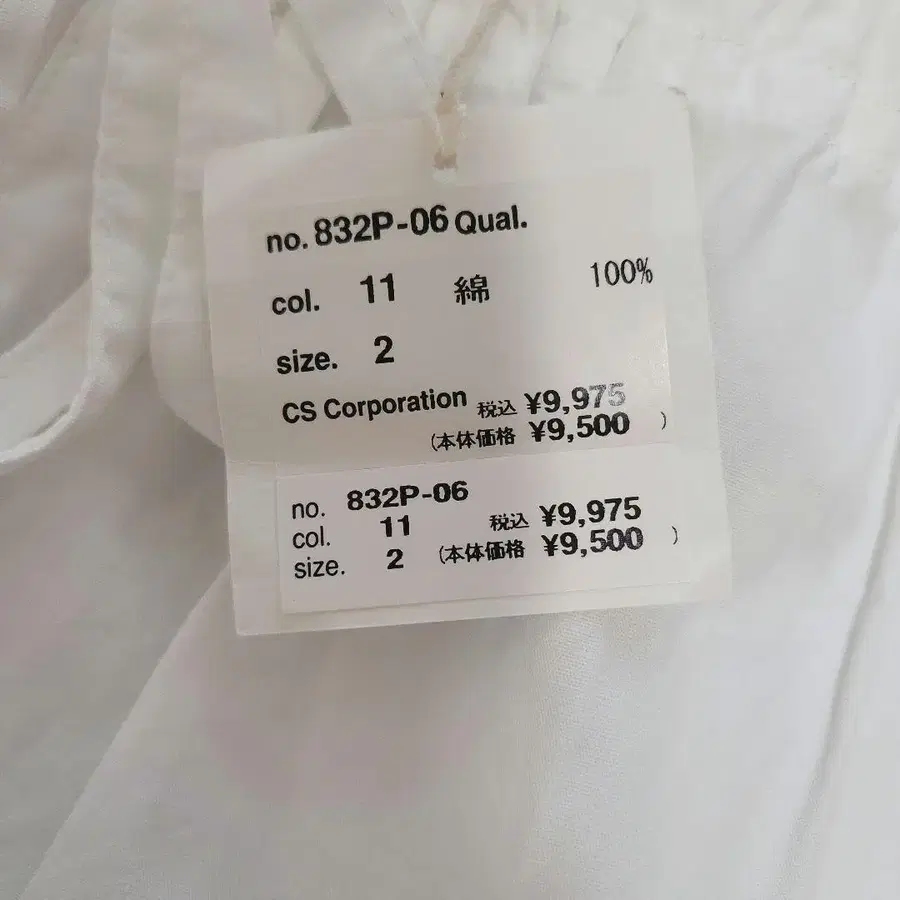 no. 832P-06 Qual.
col. 11 綿 100%
size. 2
CS Corporation 税込 ¥9,975
(本体価格 ¥9,500 )
no. 832P-06
col. 11 税込 ¥9,975
size. 2 (本体価格 ¥9,500 )